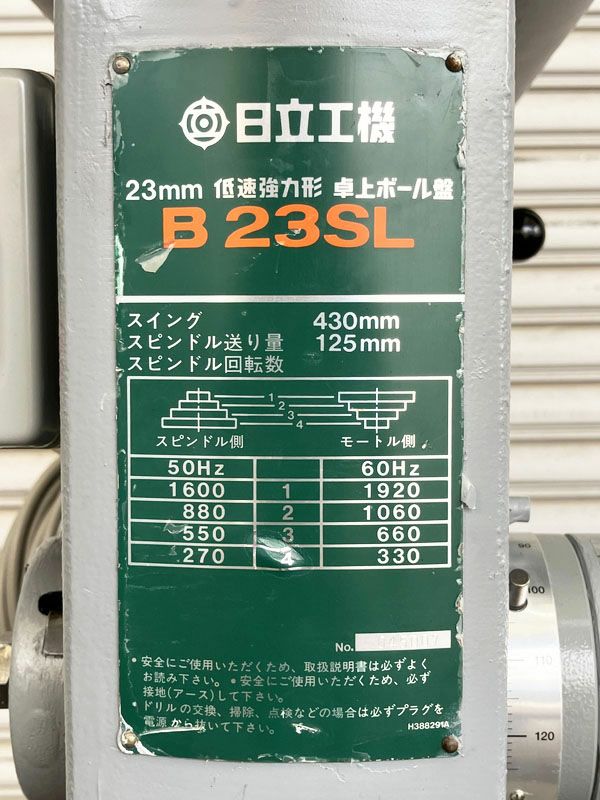 日立工機
23mm 低速強力形 卓上ボール盤
B23SL
スイング 430mm
スピンドル送り量 125mm
スピンドル回転数
1
2
3
4
スピンドル側 モートル側
50Hz 60Hz
1600 1 1920
880 2 1060
550 3 660
270 4 330
No.
・安全にご使用いただくため、取扱説明書は必ずよく
お読み下さい。・安全にご使用いただくため、必ず
接地(アース)して下さい。
・ドリルの交換、掃除、点検などの場合は必ずプラグを
電源から抜いて下さい。
H388291A
90
100
110
120